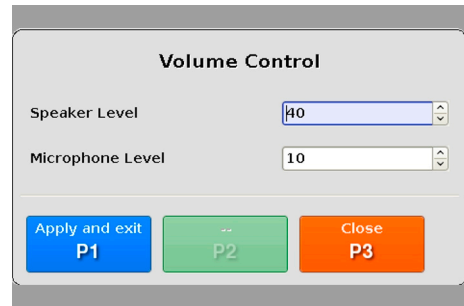 Volume Control
Speaker Level 40
Microphone Level 10
Apply and exit
P1
--
P2
Close
P3